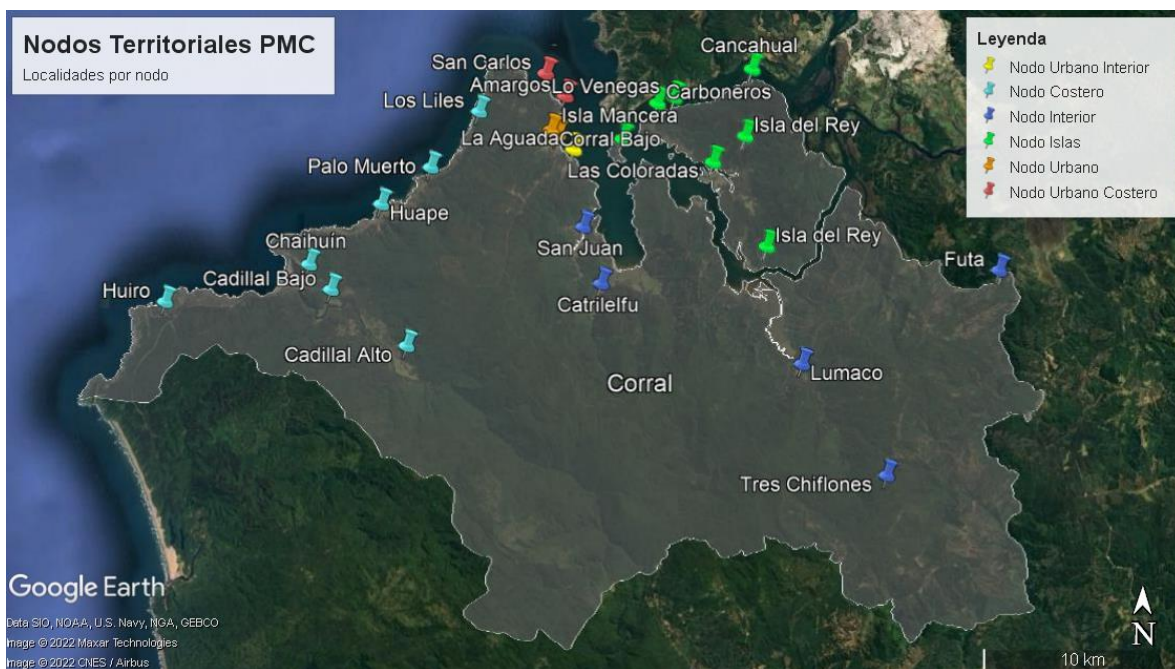 Nodos Territoriales PMC
Localidades por nodo
Leyenda
Nodo Urbano Interior
Nodo Costero
Nodo Interior
Nodo Islas
Nodo Urbano
Nodo Urbano Costero
Cancahual
San Carlos
Amargos
Lo Venegas
Carboneros
Los Liles
Isla Mancera
Isla del Rey
La Aguada
Corral Bajo
Palo Muerto
Las Coloradas
Huape
San Juan
Isla del Rey
Chaihuín
Futa
Cadillal Bajo
Huiro
Catrilelfu
Cadillal Alto
Lumaco
Corral
Tres Chiflones
Google Earth
Data SIO, NOAA, U.S. Navy, NGA, GEBCO
Image © 2022 Maxar Technologies
Image © 2022 CNES / Airbus
N
10 km